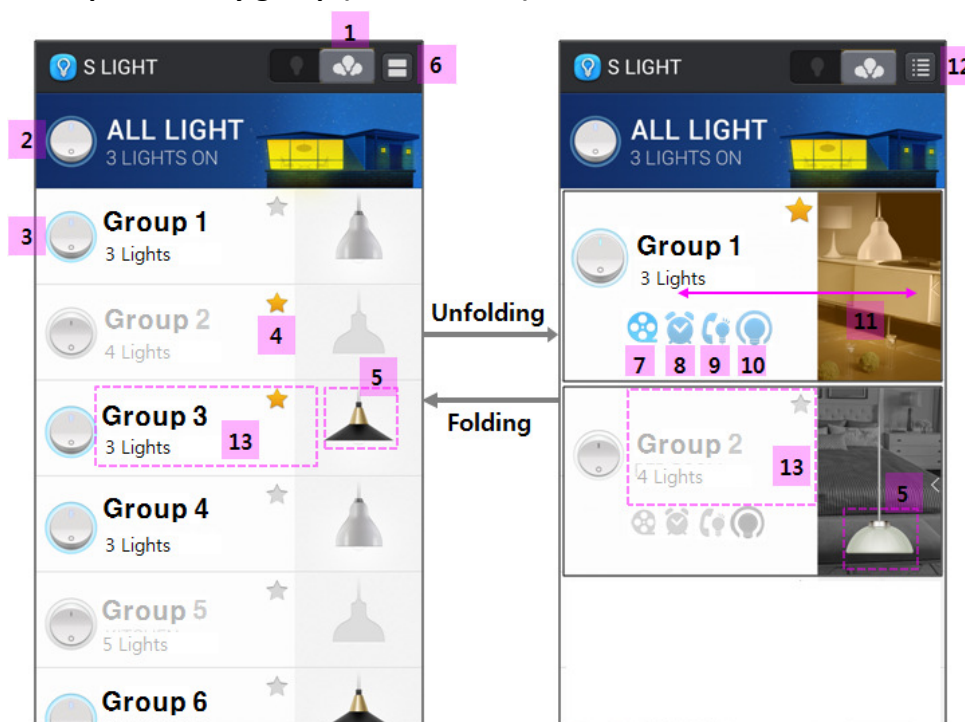 1
S LIGHT
6
2
ALL LIGHT
3 LIGHTS ON
3
Group 1
3 Lights
Group 2
4 Lights
4
5
Group 3
3 Lights
13
Group 4
3 Lights
Group 5
5 Lights
Group 6
Unfolding
Folding
S LIGHT
12
ALL LIGHT
3 LIGHTS ON
Group 1
3 Lights
11
7
8
9
10
Group 2
4 Lights
13
5